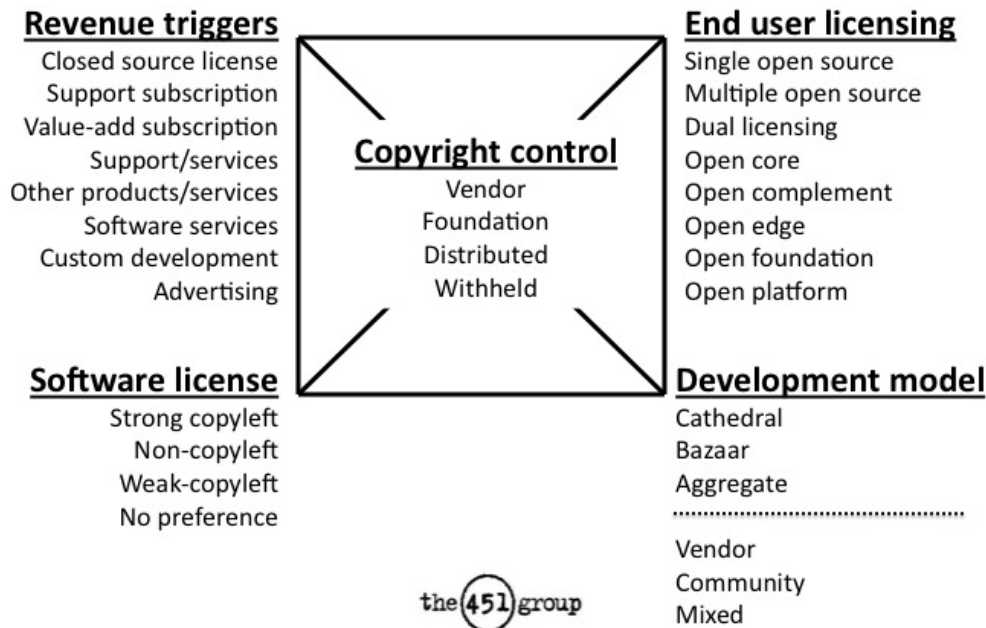 Revenue triggers
Closed source license
Support subscription
Value-add subscription
Support/services
Other products/services
Software services
Custom development
Advertising
End user licensing
Single open source
Multiple open source
Dual licensing
Open core
Open complement
Open edge
Open foundation
Open platform
Copyright control
Vendor
Foundation
Distributed
Withheld
Software license
Strong copyleft
Non-copyleft
Weak-copyleft
No preference
Development model
Cathedral
Bazaar
Aggregate
Vendor
Community
Mixed
the 451 group